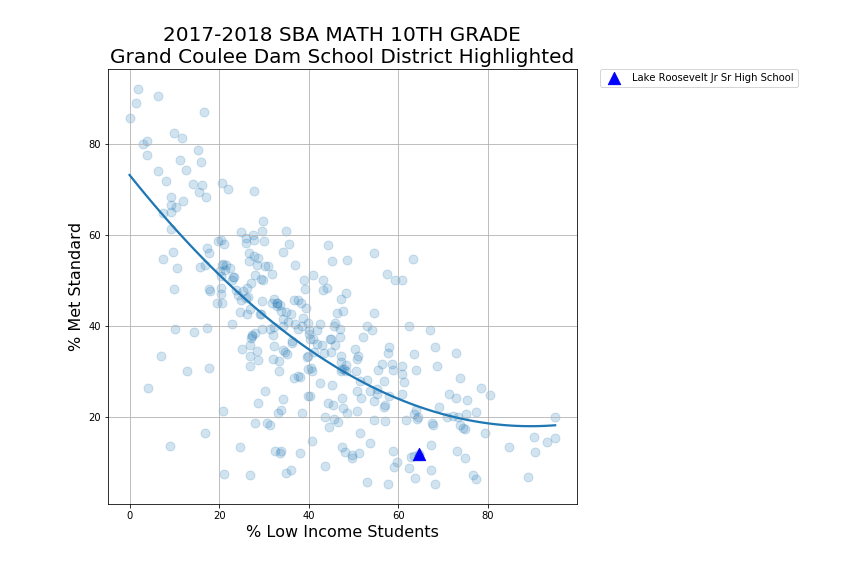 2017-2018 SBA MATH 10TH GRADE
Grand Coulee Dam School District Highlighted
Lake Roosevelt Jr Sr High School
% Met Standard
80
60
40
20
0 20 40 60 80
% Low Income Students